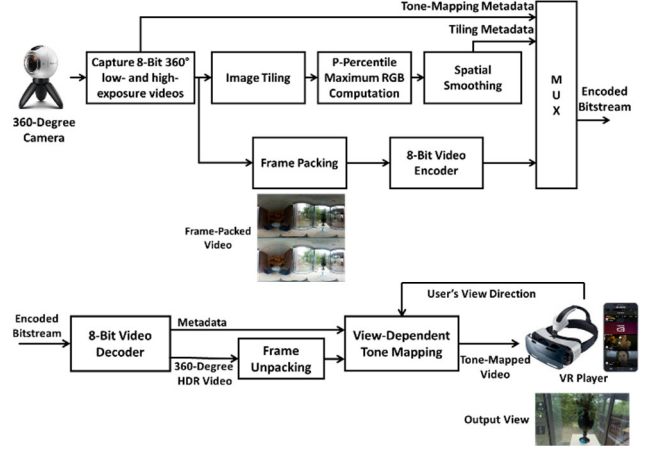 Tone-Mapping Metadata
Tiling Metadata
Capture 8-Bit 360°
low- and high-
exposure videos
Image Tiling
P-Percentile
Maximum RGB
Computation
Spatial
Smoothing
M
U
X
Encoded
Bitstream
360-Degree
Camera
Frame Packing
8-Bit Video
Encoder
Frame-Packed
Video
User's View Direction
Encoded
Bitstream
8-Bit Video
Decoder
Metadata
360-Degree
HDR Video
Frame
Unpacking
View-Dependent
Tone Mapping
Tone-Mapped
Video
VR Player
Output View